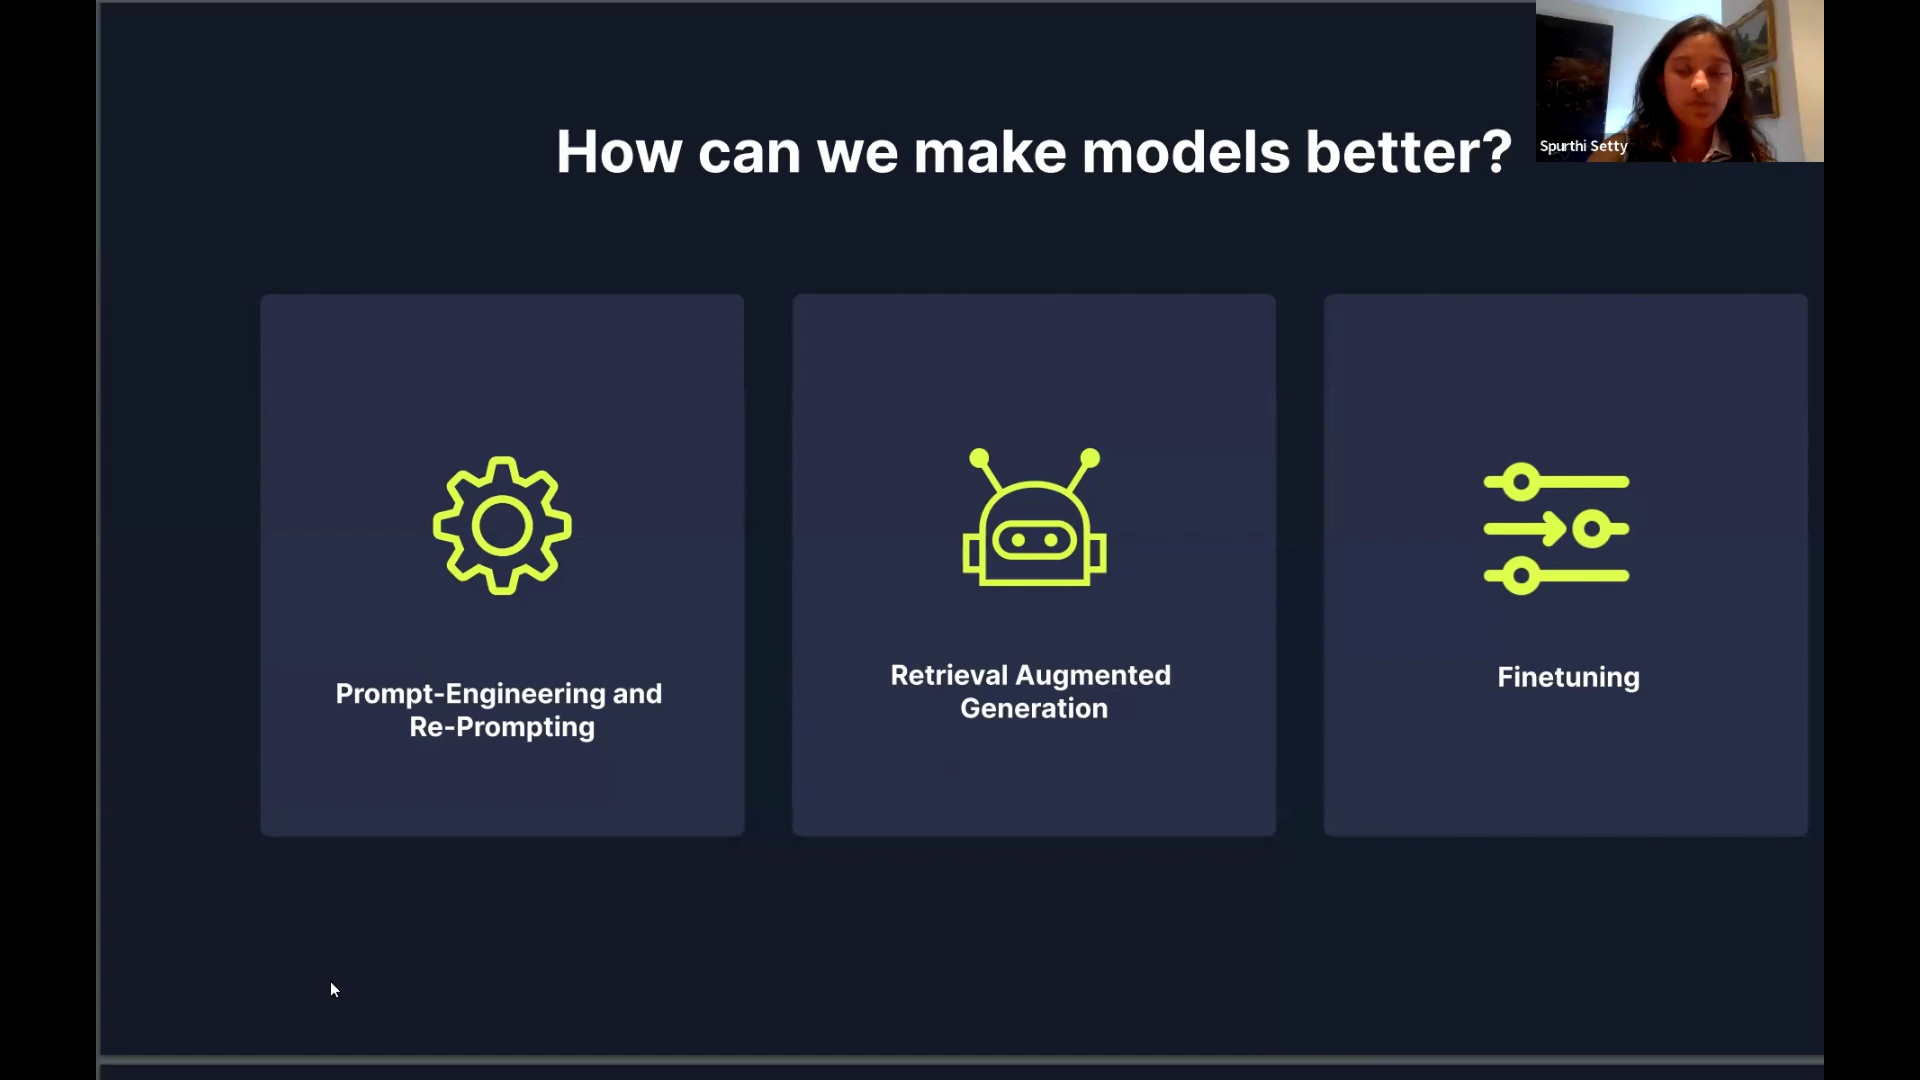 How can we make models better?
Spurthi Setty
Prompt-Engineering and
Re-Prompting
Retrieval Augmented
Generation
Finetuning